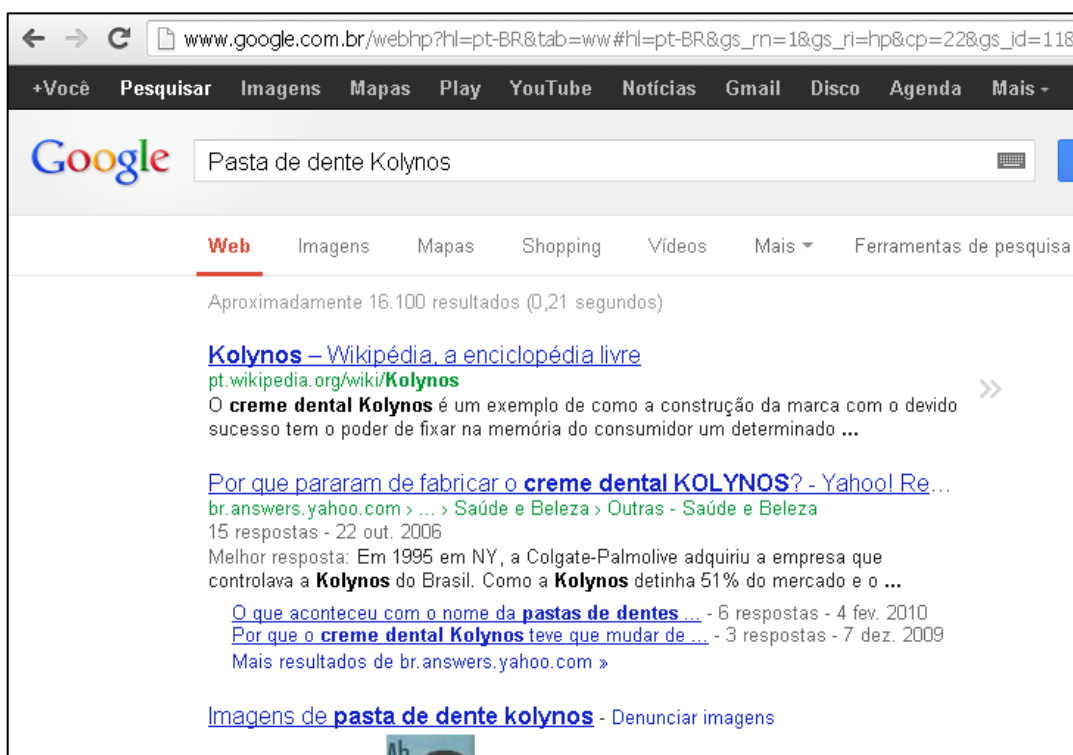 www.google.com.br/webhp?hl=pt-BR&tab=ww#hl=pt-BR&gs_rn=1&gs_ri=hp&cp=22&gs_id=118
+Você Pesquisar Imagens Mapas Play YouTube Notícias Gmail Disco Agenda Mais
Google Pasta de dente Kolynos
Web Imagens Mapas Shopping Vídeos Mais Ferramentas de pesquisa
Aproximadamente 16.100 resultados (0,21 segundos)
Kolynos – Wikipédia, a enciclopédia livre
pt.wikipedia.org/wiki/Kolynos
O creme dental Kolynos é um exemplo de como a construção da marca com o devido
sucesso tem o poder de fixar na memória do consumidor um determinado ...
Por que pararam de fabricar o creme dental KOLYNOS? - Yahoo! Re...
br.answers.yahoo.com › ... › Saúde e Beleza › Outras - Saúde e Beleza
15 respostas - 22 out. 2006
Melhor resposta: Em 1995 em NY, a Colgate-Palmolive adquiriu a empresa que
controlava a Kolynos do Brasil. Como a Kolynos detinha 51% do mercado e o ...
O que aconteceu com o nome da pastas de dentes ... - 6 respostas - 4 fev. 2010
Por que o creme dental Kolynos teve que mudar de ... - 3 respostas - 7 dez. 2009
Mais resultados de br.answers.yahoo.com »
Imagens de pasta de dente kolynos - Denunciar imagens
Ah